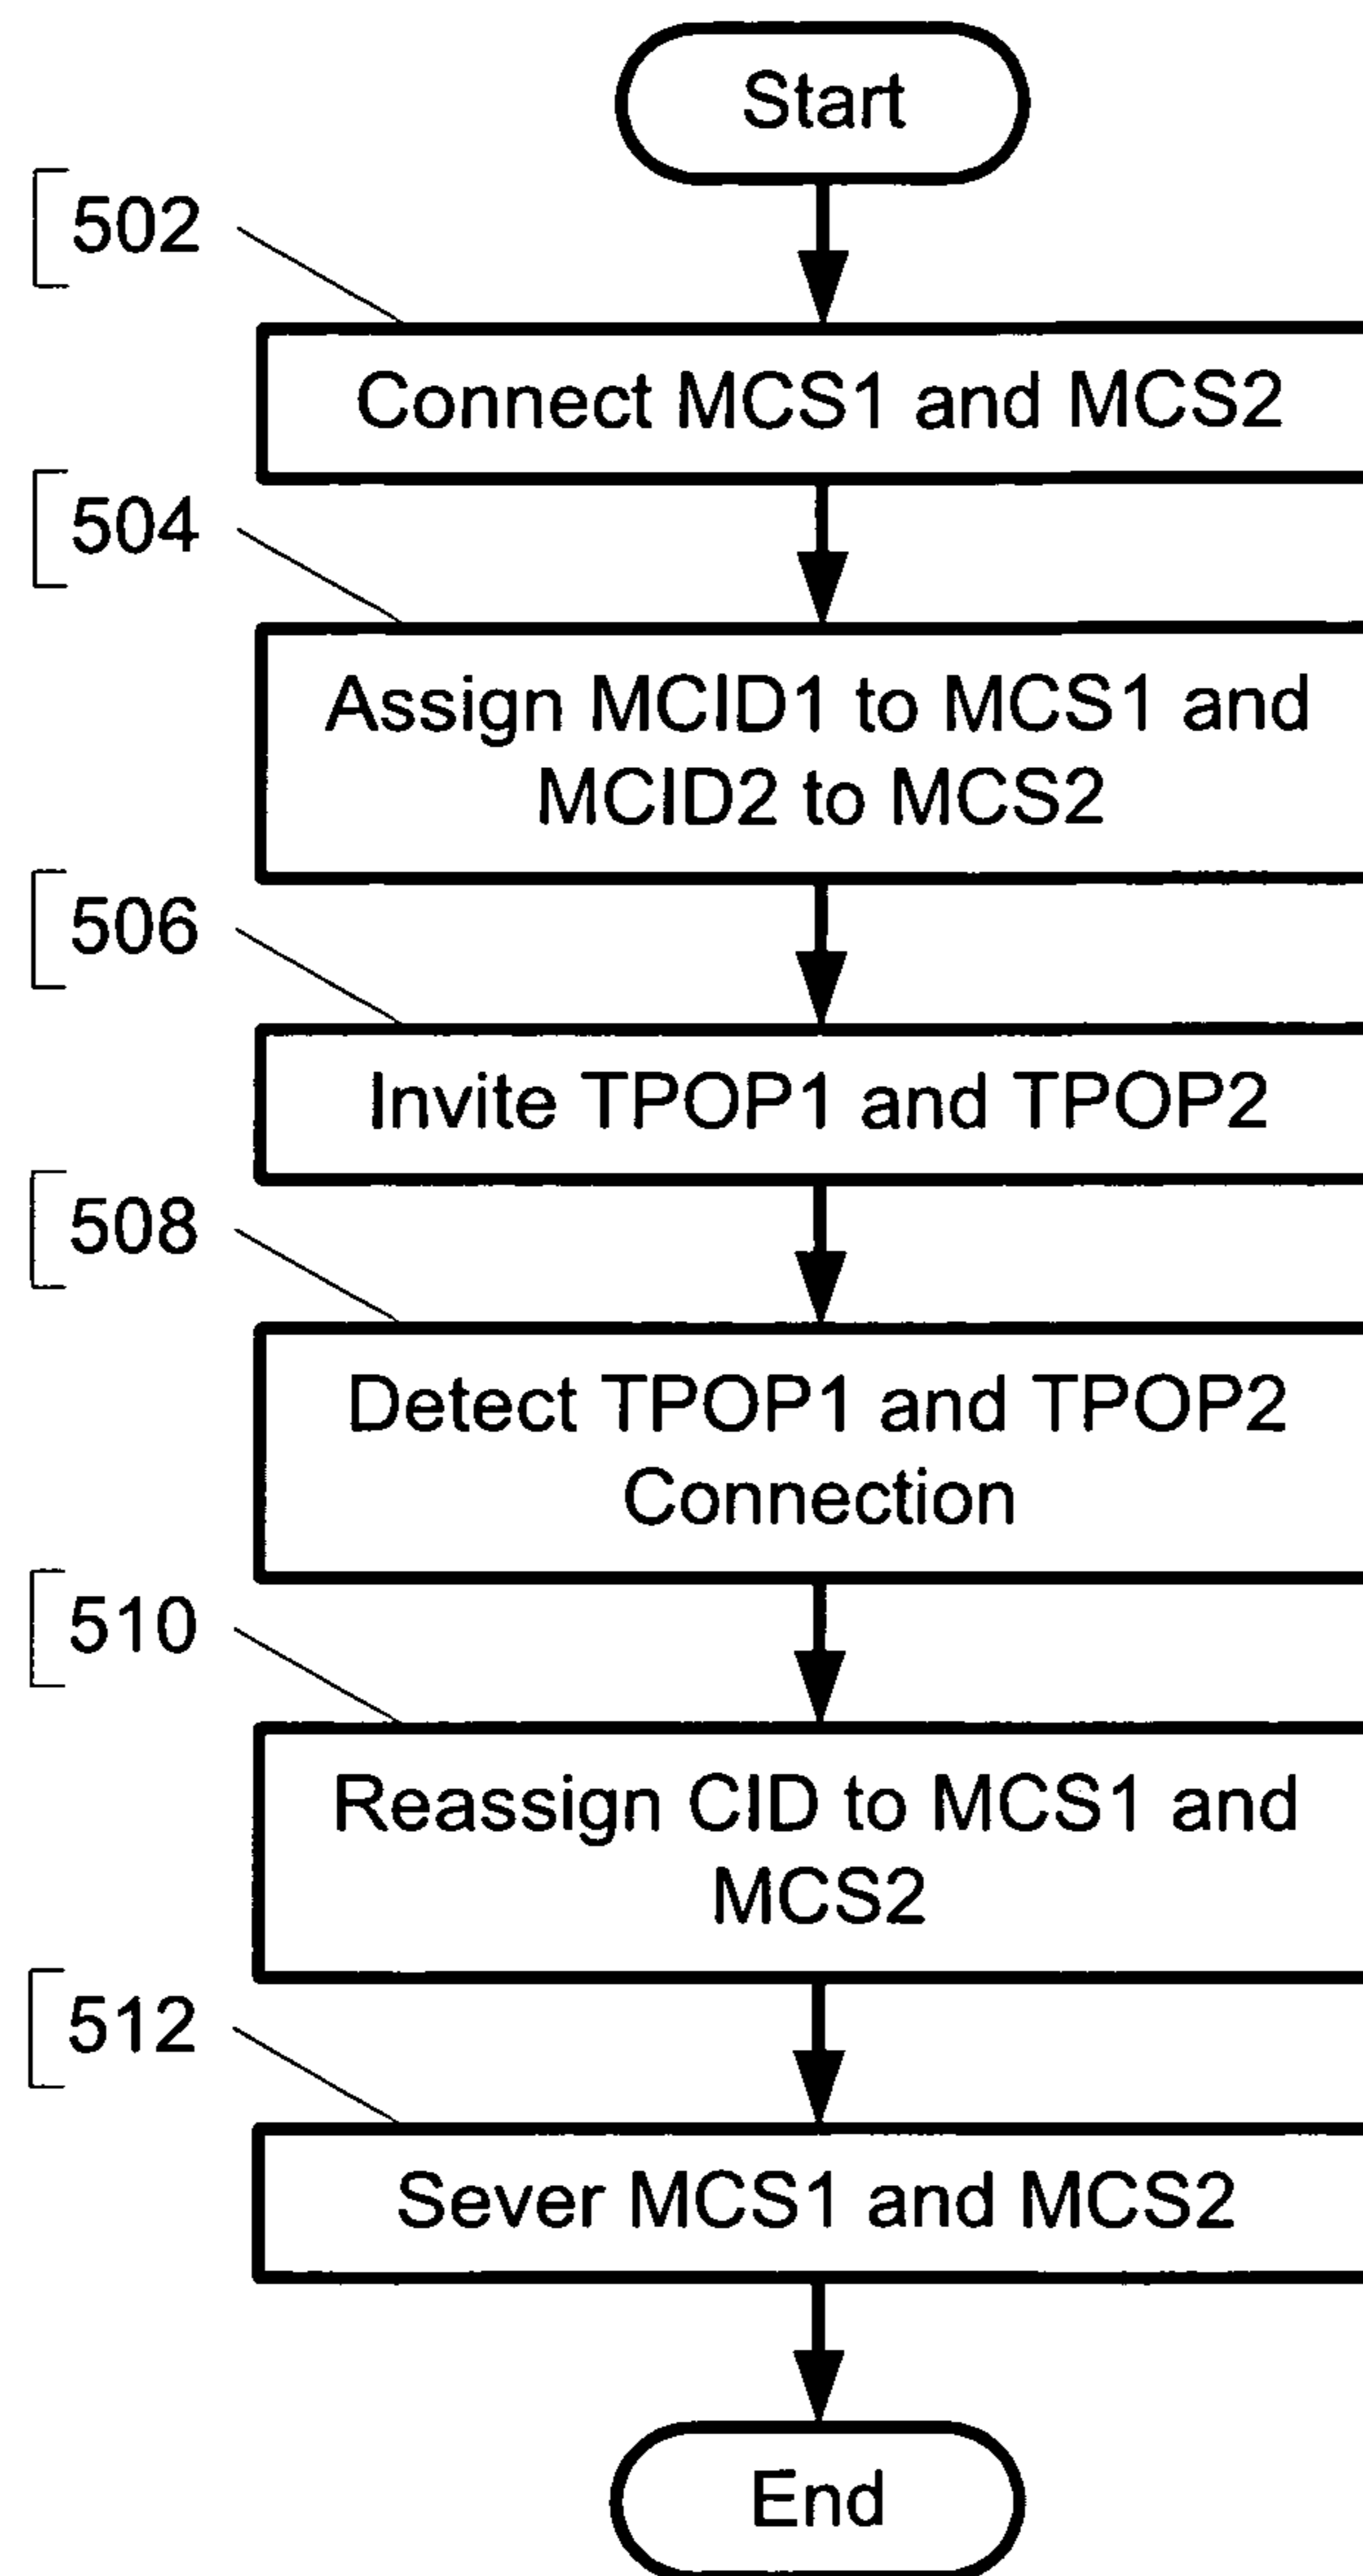 Start
502
Connect MCS1 and MCS2
504
Assign MCID1 to MCS1 and
MCID2 to MCS2
506
Invite TPOP1 and TPOP2
508
Detect TPOP1 and TPOP2
Connection
510
Reassign CID to MCS1 and
MCS2
512
Sever MCS1 and MCS2
End